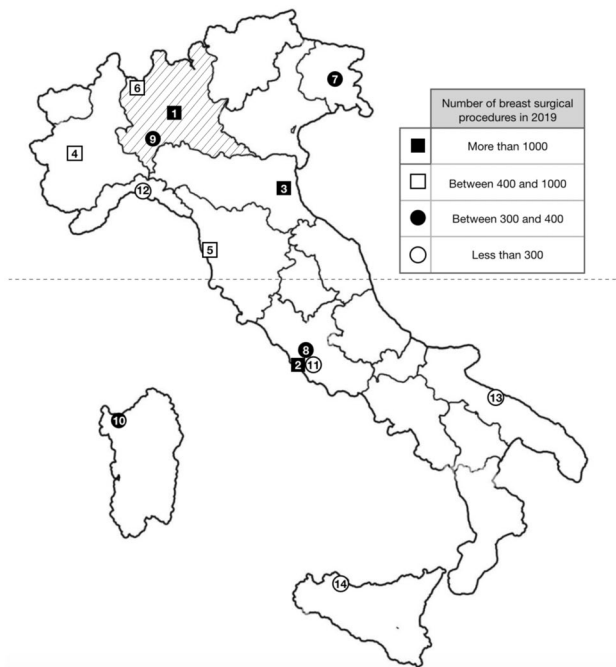 6
7
1
9
4
12
3
5
8
2
11
10
13
14
Number of breast surgical
procedures in 2019
More than 1000
Between 400 and 1000
Between 300 and 400
Less than 300